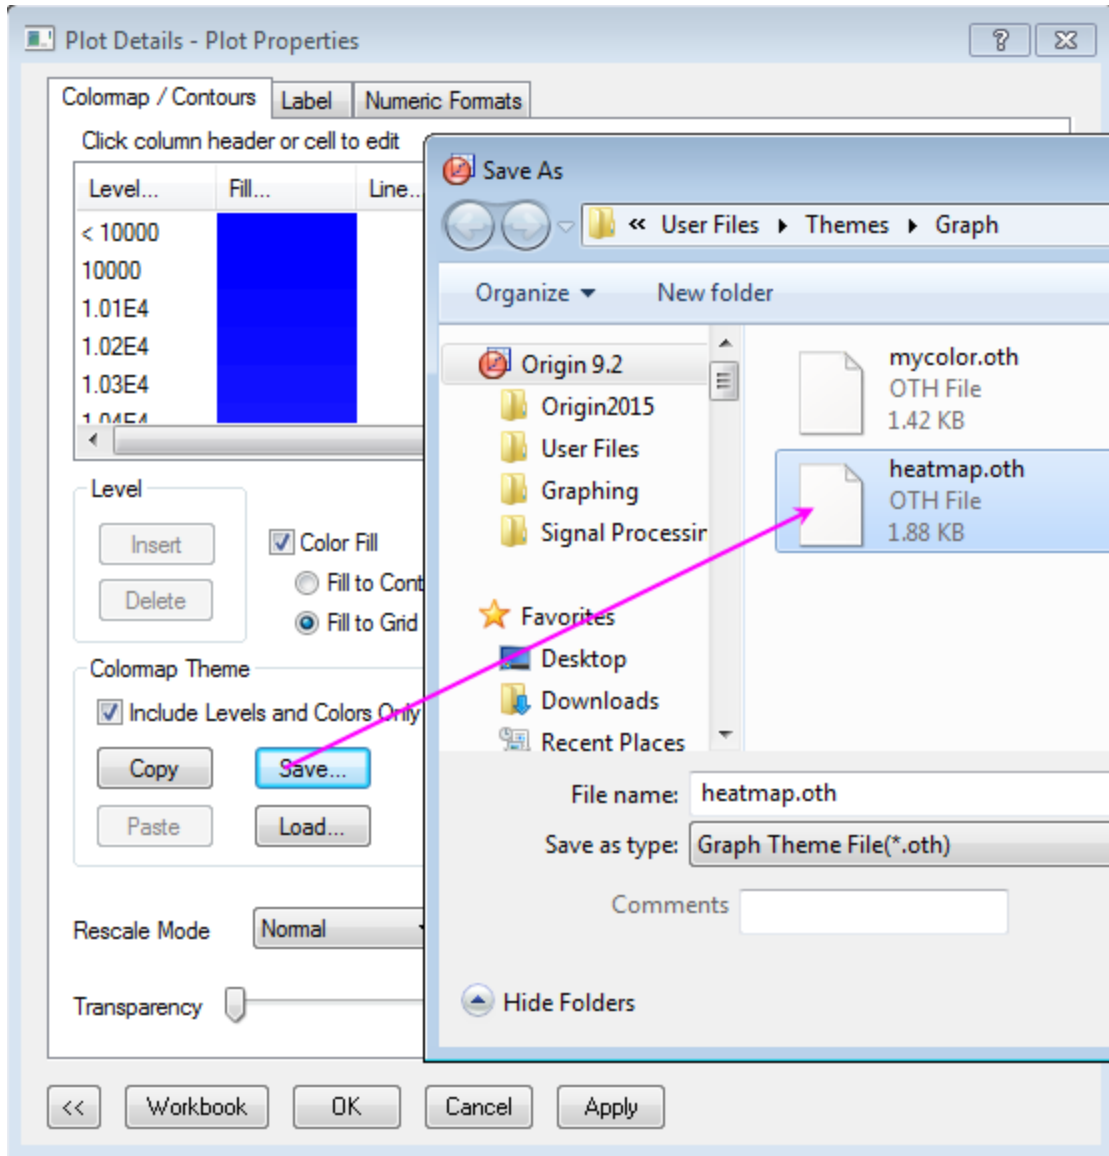 Plot Details - Plot Properties
Colormap / Contours
Label
Numeric Formats
Click column header or cell to edit
Level...
Fill...
Line...
< 10000
10000
1.01E4
1.02E4
1.03E4
1.04E4
Level
Insert
Delete
Color Fill
Fill to Cont
Fill to Grid
Colormap Theme
Include Levels and Colors Only
Copy
Save...
Paste
Load...
Rescale Mode
Normal
Transparency
<<
Workbook
OK
Cancel
Apply
Save As
« User Files ▸ Themes ▸ Graph
Organize
New folder
Origin 9.2
Origin2015
User Files
Graphing
Signal Processin
Favorites
Desktop
Downloads
Recent Places
mycolor.oth
OTH File
1.42 KB
heatmap.oth
OTH File
1.88 KB
File name:
heatmap.oth
Save as type:
Graph Theme File(*.oth)
Comments
Hide Folders